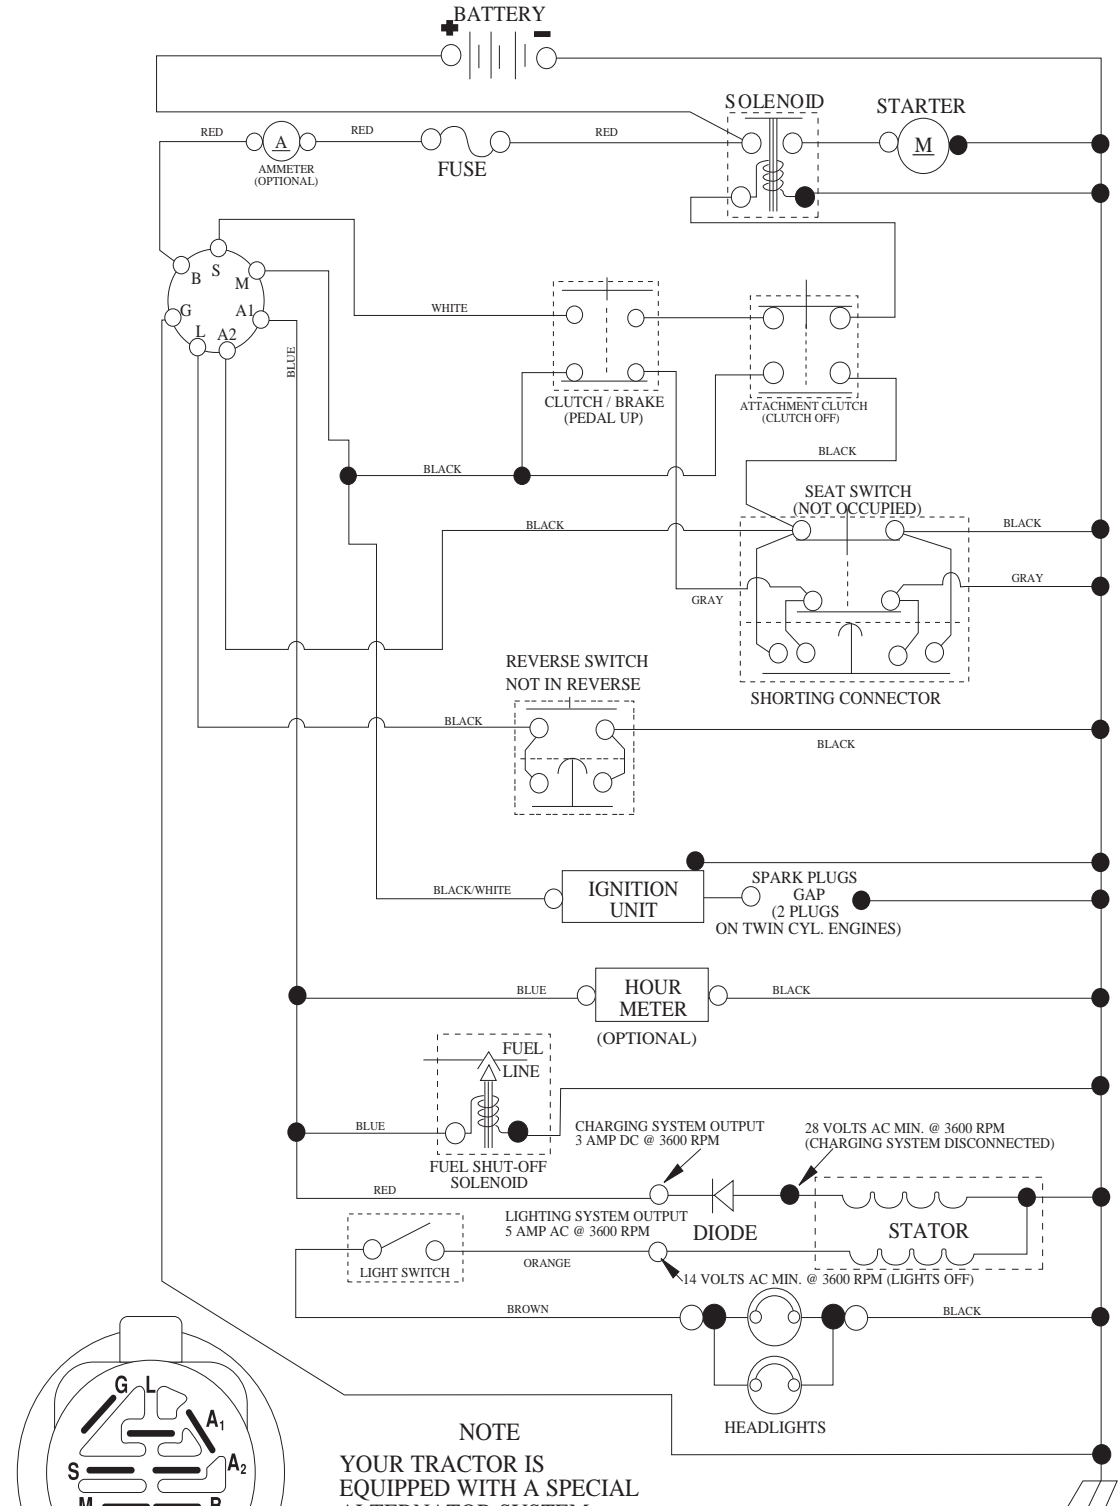 BATTERY
+ -
SOLENOID
STARTER
RED
RED
RED
A
M
AMMETER
(OPTIONAL)
FUSE
B
S
M
G
A1
L
A2
BLUE
WHITE
CLUTCH / BRAKE
(PEDAL UP)
ATTACHMENT CLUTCH
(CLUTCH OFF)
BLACK
BLACK
SEAT SWITCH
(NOT OCCUPIED)
BLACK
BLACK
GRAY
GRAY
REVERSE SWITCH
NOT IN REVERSE
SHORTING CONNECTOR
BLACK
BLACK
BLACK/WHITE
IGNITION
UNIT
SPARK PLUGS
GAP
(2 PLUGS
ON TWIN CYL. ENGINES)
BLUE
HOUR
METER
BLACK
(OPTIONAL)
FUEL
LINE
BLUE
FUEL SHUT-OFF
SOLENOID
CHARGING SYSTEM OUTPUT
3 AMP DC @ 3600 RPM
28 VOLTS AC MIN. @ 3600 RPM
(CHARGING SYSTEM DISCONNECTED)
RED
LIGHTING SYSTEM OUTPUT
5 AMP AC @ 3600 RPM
DIODE
STATOR
LIGHT SWITCH
ORANGE
14 VOLTS AC MIN. @ 3600 RPM (LIGHTS OFF)
BROWN
BLACK
HEADLIGHTS
G L
A1
A2
S
M
B
NOTE
YOUR TRACTOR IS
EQUIPPED WITH A SPECIAL
ALTERNATOR SYSTEM